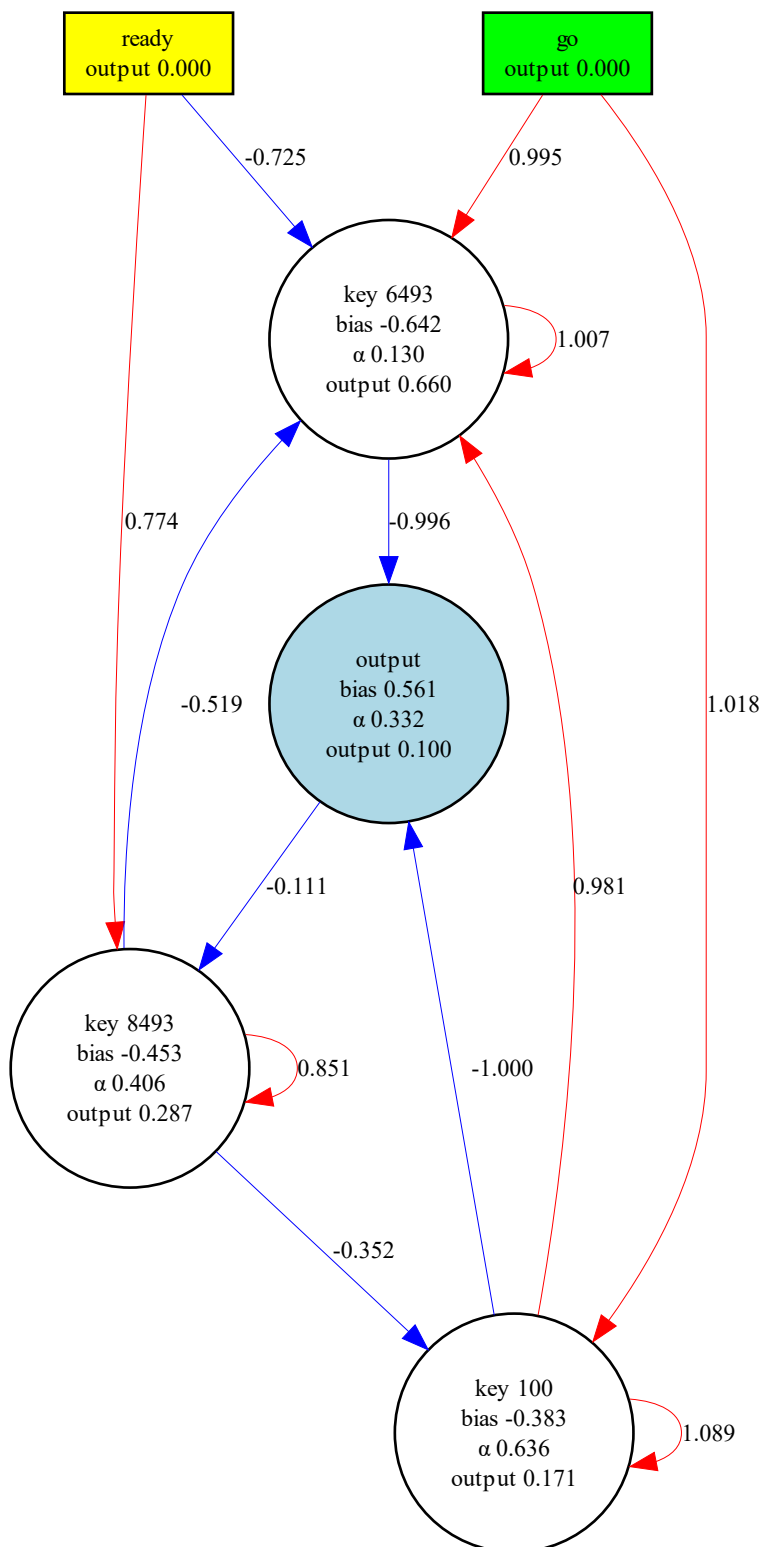 ready
output 0.000
go
output 0.000
-0.725
0.995
key 6493
bias -0.642
α 0.130
output 0.660
1.007
0.774
-0.996
output
bias 0.561
α 0.332
output 0.100
-0.519
1.018
-0.111
0.981
key 8493
bias -0.453
α 0.406
output 0.287
0.851
-1.000
-0.352
key 100
bias -0.383
α 0.636
output 0.171
1.089